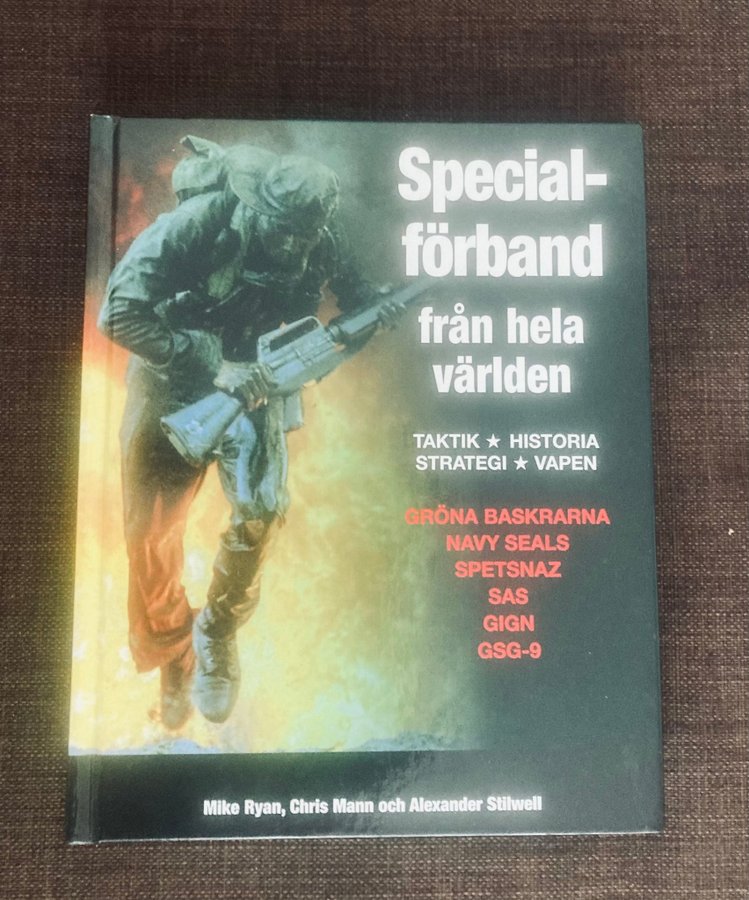 Special-
förband
från hela
världen
TAKTIK ★ HISTORIA
STRATEGI ★ VAPEN
GRÖNA BASKRARNA
NAVY SEALS
SPETSNAZ
SAS
GIGN
GSG-9
Mike Ryan, Chris Mann och Alexander Stilwell